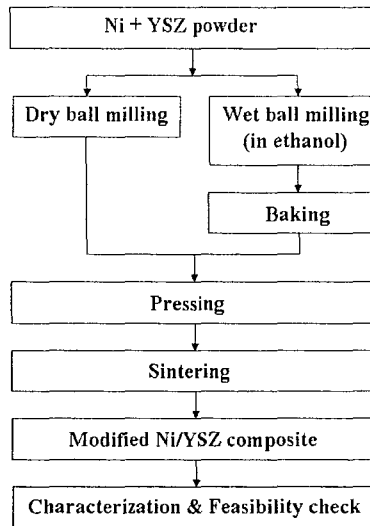 Ni + YSZ powder
Dry ball milling
Wet ball milling
(in ethanol)
Baking
Pressing
Sintering
Modified Ni/YSZ composite
Characterization & Feasibility check